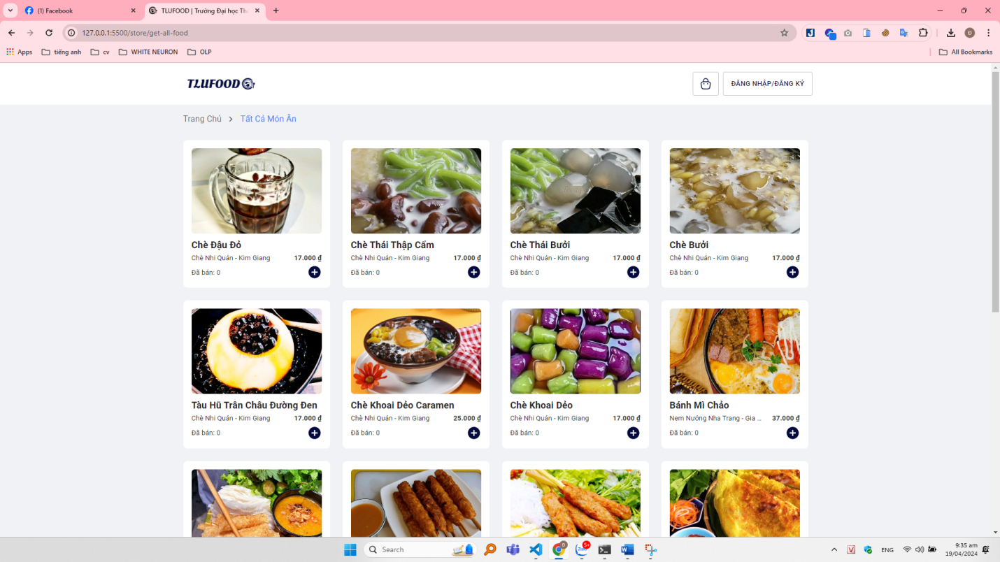 (1) Facebook
TLUFOOD | Trường Đại học Thă
127.0.0.1:5500/store/get-all-food
Apps
tiếng anh
cv
WHITE NEURON
OLP
All Bookmarks
TLUFOOD
ĐĂNG NHẬP/ĐĂNG KÝ
Trang Chủ > Tất Cả Món Ăn
Chè Đậu Đỏ
Chè Nhi Quán - Kim Giang 17.000 ₫
Đã bán: 0
Chè Thái Thập Cẩm
Chè Nhi Quán - Kim Giang 17.000 ₫
Đã bán: 0
Chè Thái Bưởi
Chè Nhi Quán - Kim Giang 17.000 ₫
Đã bán: 0
Chè Bưởi
Chè Nhi Quán - Kim Giang 17.000 ₫
Đã bán: 0
Tàu Hũ Trân Châu Đường Đen
Chè Nhi Quán - Kim Giang 17.000 ₫
Đã bán: 0
Chè Khoai Dẻo Caramen
Chè Nhi Quán - Kim Giang 25.000 ₫
Đã bán: 0
Chè Khoai Dẻo
Chè Nhi Quán - Kim Giang 17.000 ₫
Đã bán: 0
Bánh Mì Chảo
Nem Nướng Nha Trang - Gia ... 37.000 ₫
Đã bán: 0
Search
0
Zalo
5+
ENG
9:35 am
19/04/2024